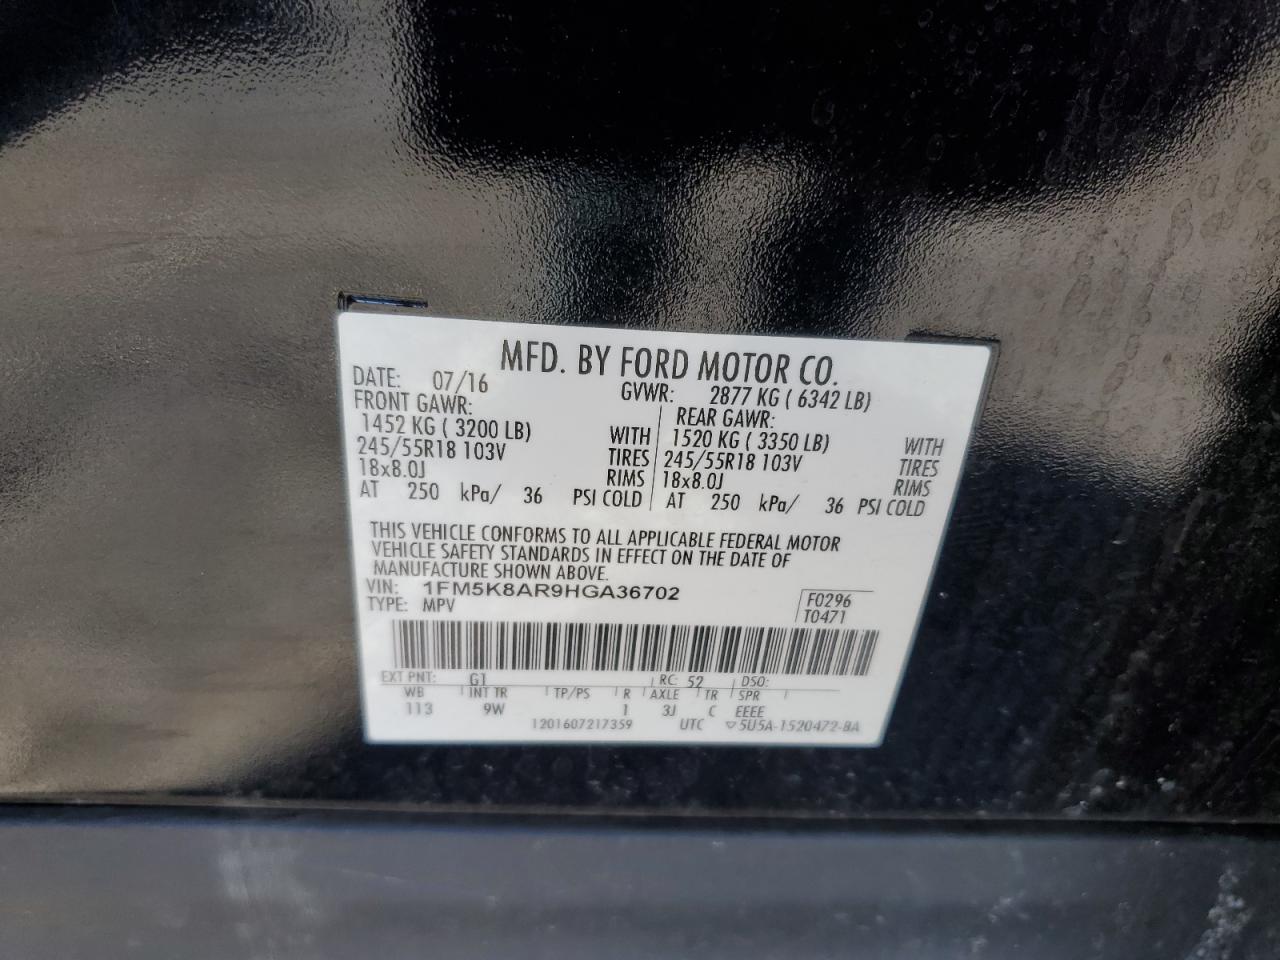 MFD. BY FORD MOTOR CO.
DATE: 07/16 GVWR: 2877 KG ( 6342 LB)
FRONT GAWR: REAR GAWR:
1452 KG ( 3200 LB) WITH 1520 KG ( 3350 LB) WITH
245/55R18 103V TIRES 245/55R18 103V TIRES
18x8.0J RIMS 18x8.0J RIMS
AT 250 kPa/ 36 PSI COLD AT 250 kPa/ 36 PSI COLD
THIS VEHICLE CONFORMS TO ALL APPLICABLE FEDERAL MOTOR
VEHICLE SAFETY STANDARDS IN EFFECT ON THE DATE OF
MANUFACTURE SHOWN ABOVE.
VIN: 1FM5K8AR9HGA36702 F0296
TYPE: MPV T0471
EXT PNT: G1 RC: 52 DSO:
WB INT TR TP/PS R AXLE TR SPR
113 9W 1 3J C EEEE
1201607217359 UTC ▽5U5A-1520472-BA